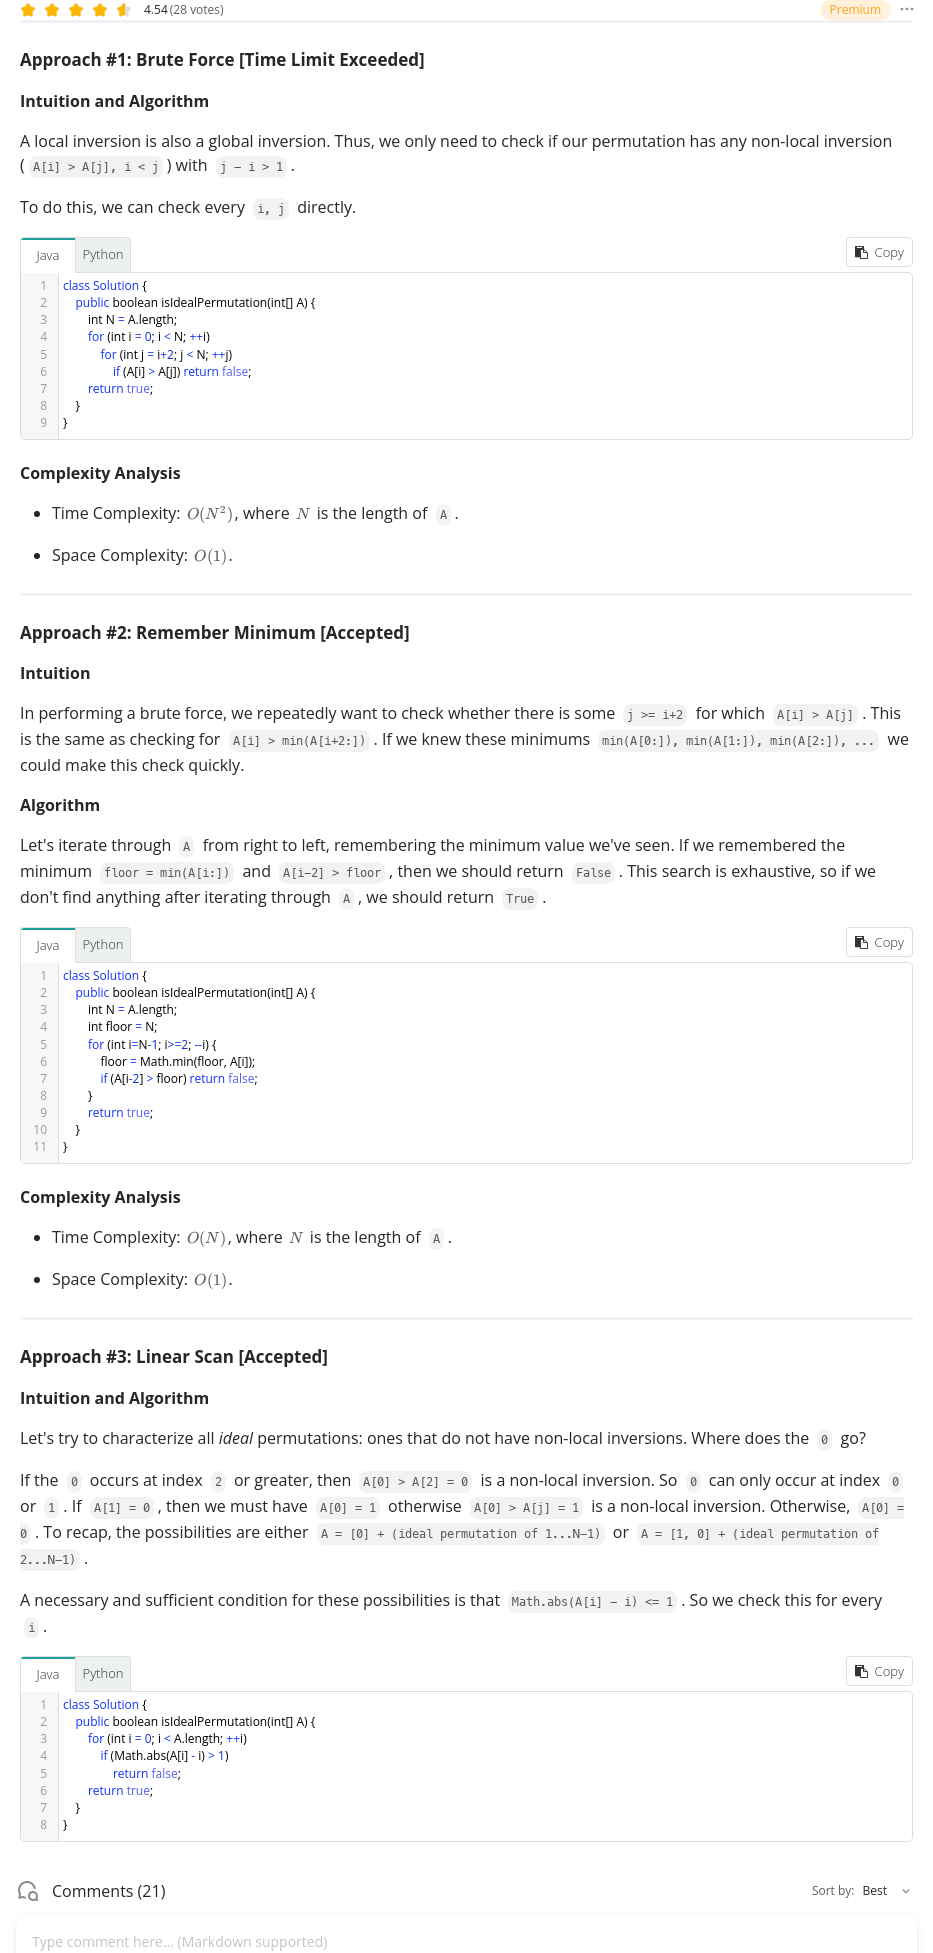 4.54 (28 votes) Premium ...
Approach #1: Brute Force [Time Limit Exceeded]
Intuition and Algorithm
A local inversion is also a global inversion. Thus, we only need to check if our permutation has any non-local inversion
( A[i] > A[j], i < j ) with j − i > 1 .
To do this, we can check every i, j directly.
Java Python Copy
1 class Solution {
2 public boolean isIdealPermutation(int[] A) {
3 int N = A.length;
4 for (int i = 0; i < N; ++i)
5 for (int j = i+2; j < N; ++j)
6 if (A[i] > A[j]) return false;
7 return true;
8 }
9 }
Complexity Analysis
• Time Complexity: O(N²), where N is the length of A .
• Space Complexity: O(1).
Approach #2: Remember Minimum [Accepted]
Intuition
In performing a brute force, we repeatedly want to check whether there is some j >= i+2 for which A[i] > A[j] . This
is the same as checking for A[i] > min(A[i+2:]) . If we knew these minimums min(A[0:]), min(A[1:]), min(A[2:]), ... we
could make this check quickly.
Algorithm
Let's iterate through A from right to left, remembering the minimum value we've seen. If we remembered the
minimum floor = min(A[i:]) and A[i−2] > floor , then we should return False . This search is exhaustive, so if we
don't find anything after iterating through A , we should return True .
Java Python Copy
1 class Solution {
2 public boolean isIdealPermutation(int[] A) {
3 int N = A.length;
4 int floor = N;
5 for (int i=N-1; i>=2; --i) {
6 floor = Math.min(floor, A[i]);
7 if (A[i-2] > floor) return false;
8 }
9 return true;
10 }
11 }
Complexity Analysis
• Time Complexity: O(N), where N is the length of A .
• Space Complexity: O(1).
Approach #3: Linear Scan [Accepted]
Intuition and Algorithm
Let's try to characterize all ideal permutations: ones that do not have non-local inversions. Where does the 0 go?
If the 0 occurs at index 2 or greater, then A[0] > A[2] = 0 is a non-local inversion. So 0 can only occur at index 0
or 1 . If A[1] = 0 , then we must have A[0] = 1 otherwise A[0] > A[j] = 1 is a non-local inversion. Otherwise, A[0] =
0 . To recap, the possibilities are either A = [0] + (ideal permutation of 1...N−1) or A = [1, 0] + (ideal permutation of
2...N−1) .
A necessary and sufficient condition for these possibilities is that Math.abs(A[i] − i) <= 1 . So we check this for every
i .
Java Python Copy
1 class Solution {
2 public boolean isIdealPermutation(int[] A) {
3 for (int i = 0; i < A.length; ++i)
4 if (Math.abs(A[i] - i) > 1)
5 return false;
6 return true;
7 }
8 }
Comments (21) Sort by: Best
Type comment here... (Markdown supported)